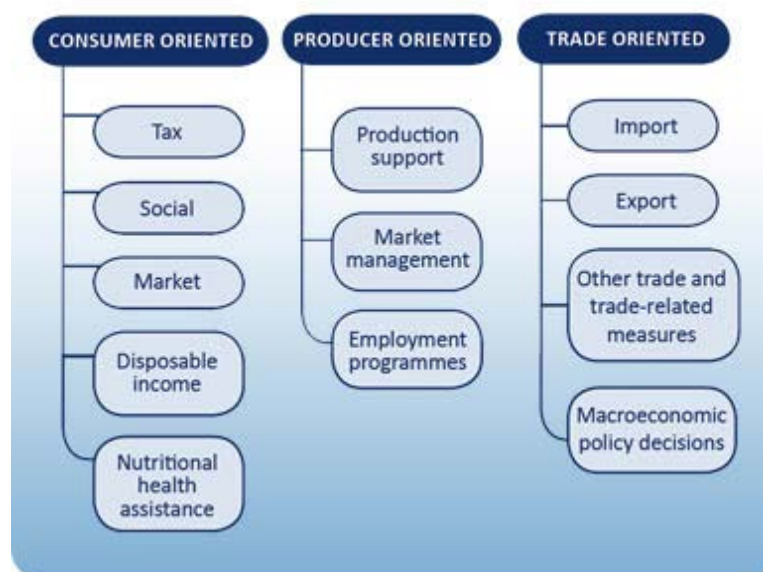 CONSUMER ORIENTED
Tax
Social
Market
Disposable
income
Nutritional
health
assistance
PRODUCER ORIENTED
Production
support
Market
management
Employment
programmes
TRADE ORIENTED
Import
Export
Other trade and
trade-related
measures
Macroeconomic
policy decisions